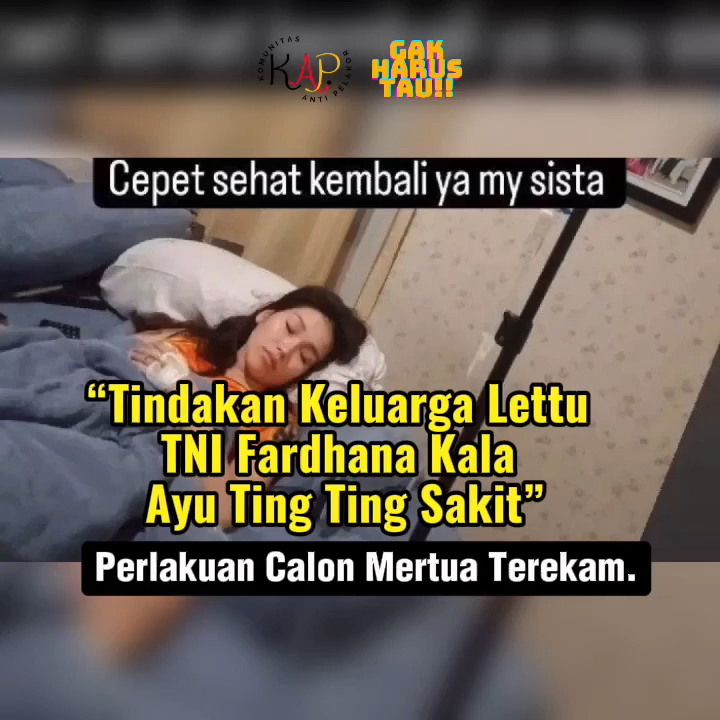 KOMUNITAS
KAP.
ANTI PELAKOR
GAK
HARUS
TAU!!
Cepet sehat kembali ya my sista
“Tindakan Keluarga Lettu
TNI Fardhana Kala
Ayu Ting Ting Sakit”
Perlakuan Calon Mertua Terekam.